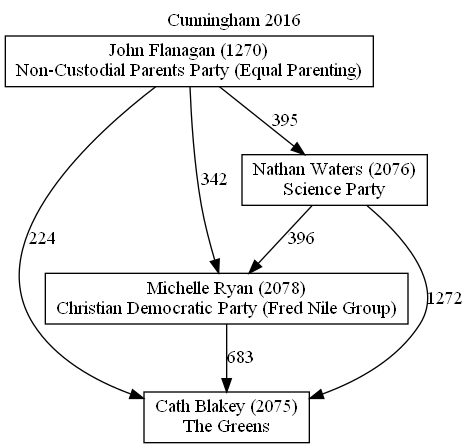 Cunningham 2016
John Flanagan (1270)
Non-Custodial Parents Party (Equal Parenting)
395
Nathan Waters (2076)
Science Party
342
224
396
Michelle Ryan (2078)
Christian Democratic Party (Fred Nile Group)
1272
683
Cath Blakey (2075)
The Greens